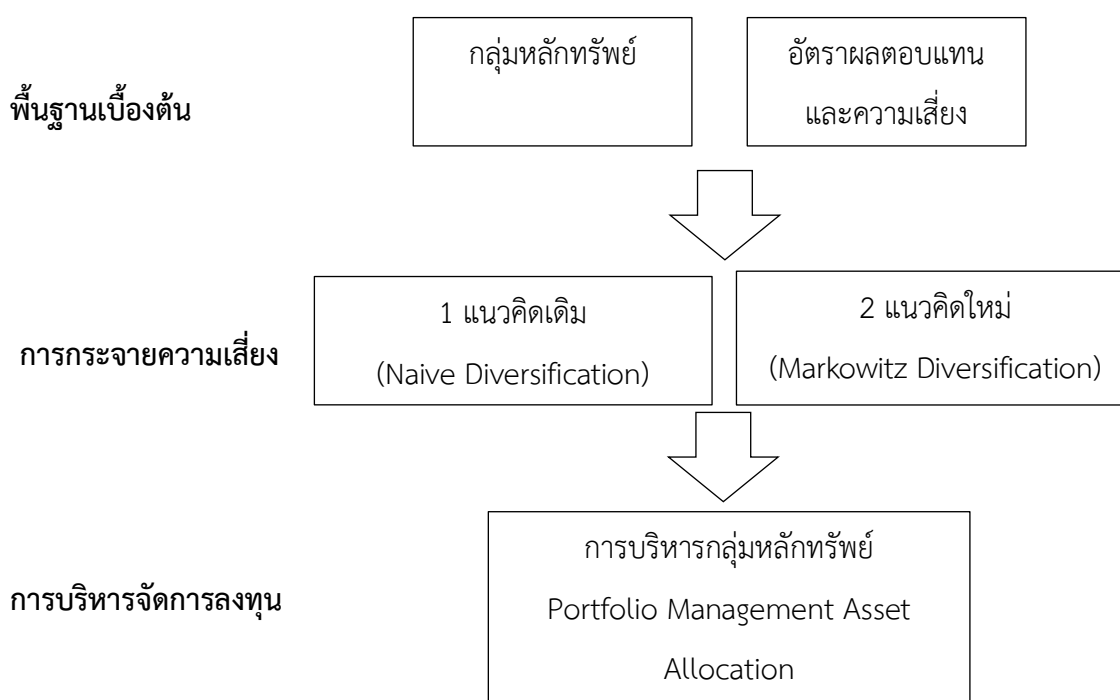 กลุ่มหลักทรัพย์
อัตราผลตอบแทน
และความเสี่ยง
พื้นฐานเบื้องต้น
1 แนวคิดเดิม
(Naive Diversification)
2 แนวคิดใหม่
(Markowitz Diversification)
การกระจายความเสี่ยง
การบริหารกลุ่มหลักทรัพย์
Portfolio Management Asset
Allocation
การบริหารจัดการลงทุน